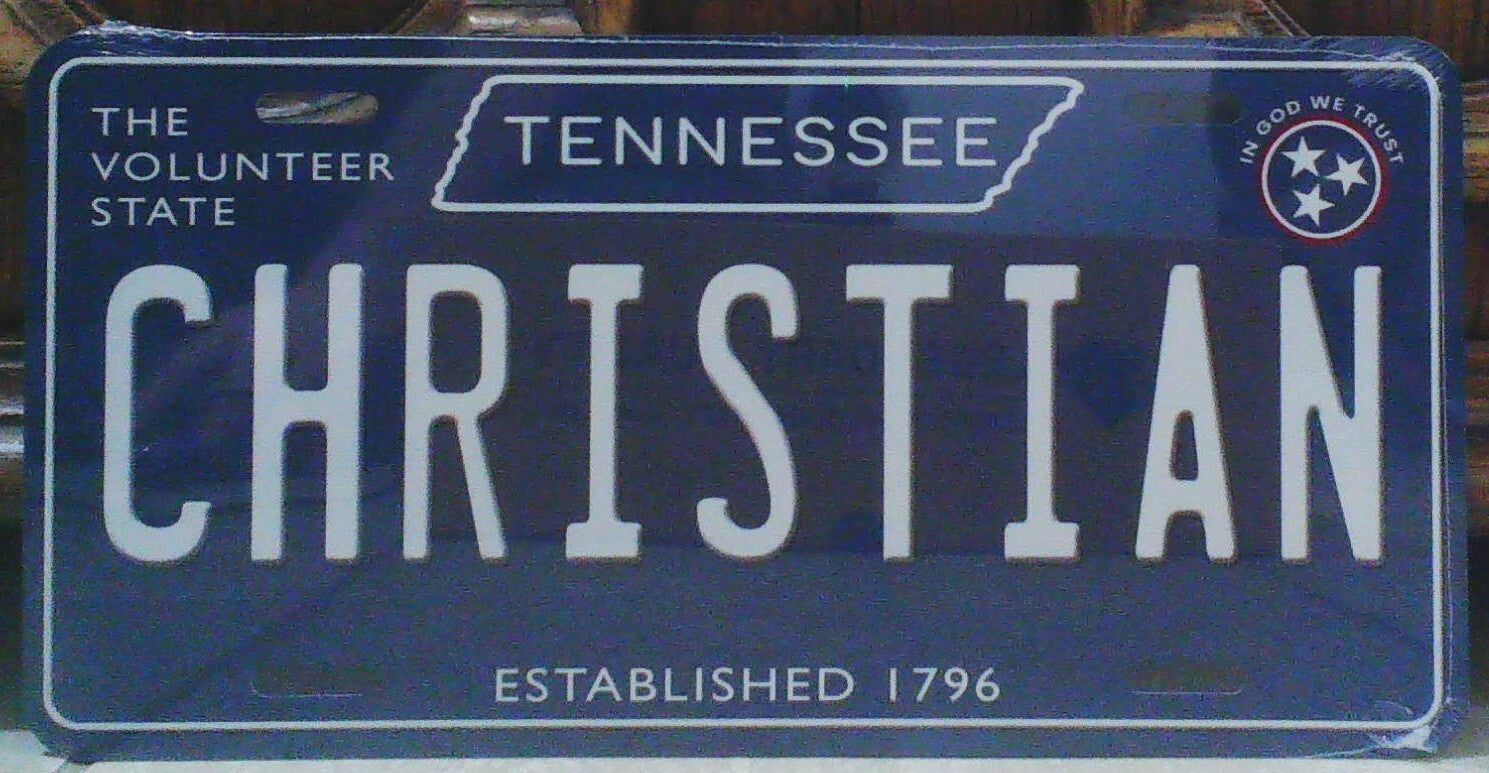 THE
VOLUNTEER
STATE
TENNESSEE
IN GOD WE TRUST
CHRISTIAN
ESTABLISHED 1796